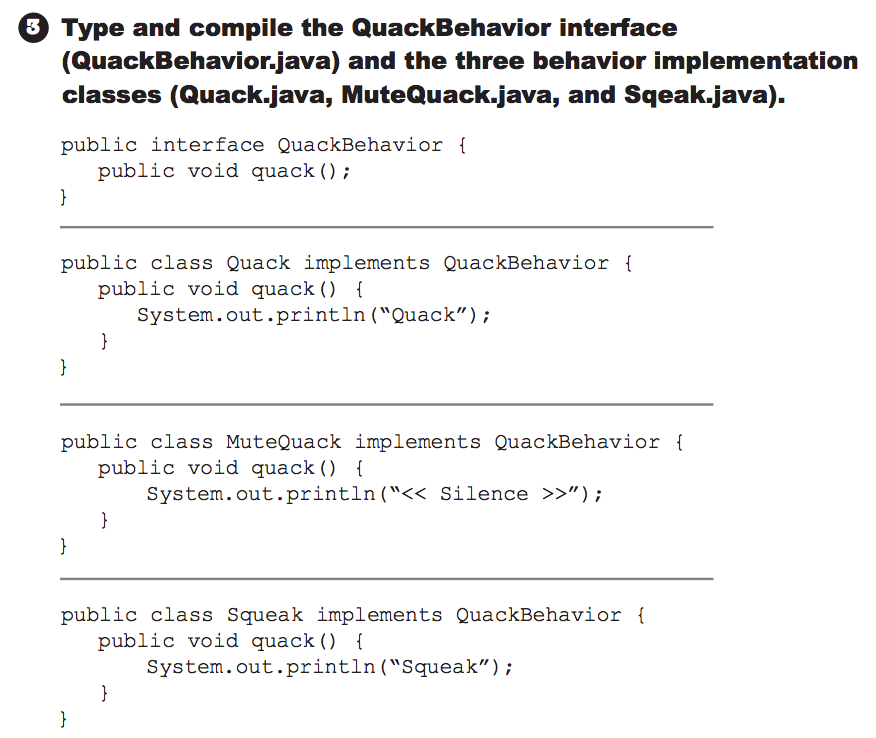 3 Type and compile the QuackBehavior interface
(QuackBehavior.java) and the three behavior implementation
classes (Quack.java, MuteQuack.java, and Sqeak.java).
public interface QuackBehavior {
   public void quack();
}
public class Quack implements QuackBehavior {
   public void quack() {
      System.out.println(“Quack”);
   }
}
public class MuteQuack implements QuackBehavior {
   public void quack() {
       System.out.println(“<< Silence >>”);
   }
}
public class Squeak implements QuackBehavior {
   public void quack() {
       System.out.println(“Squeak”);
   }
}